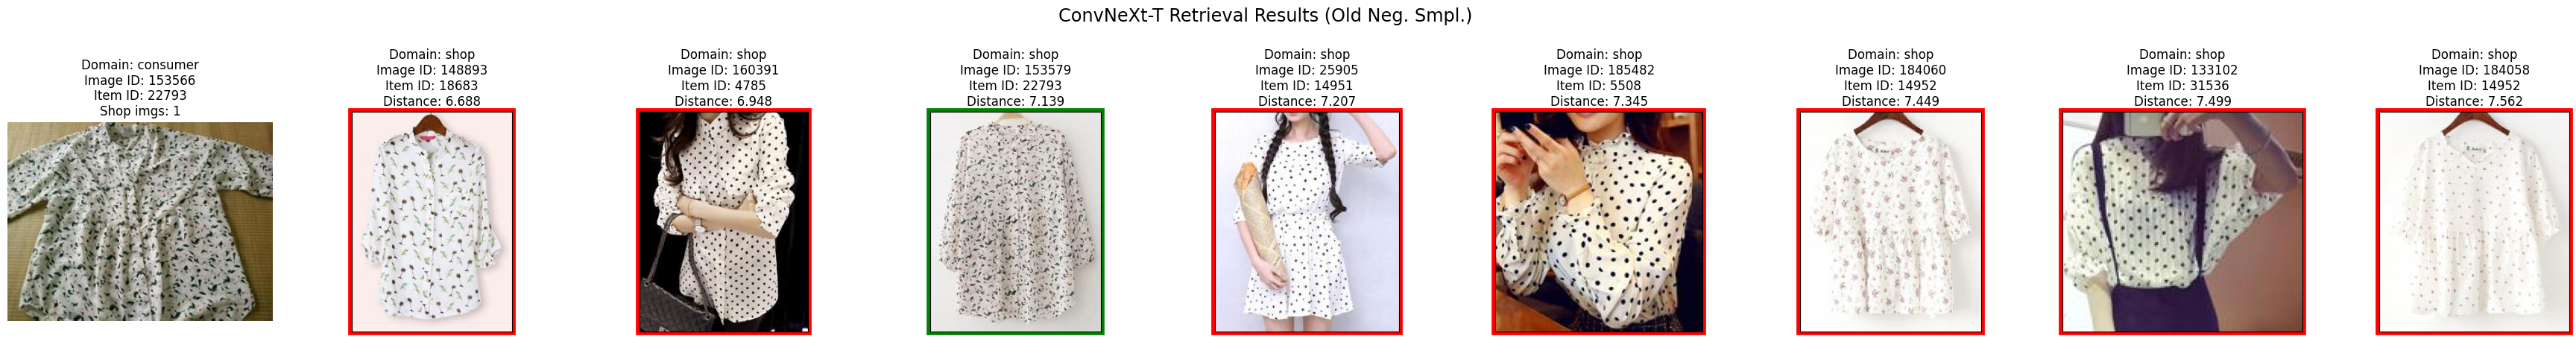 ConvNeXt-T Retrieval Results (Old Neg. Smpl.)
Domain: consumer
Image ID: 153566
Item ID: 22793
Shop imgs: 1
Domain: shop
Image ID: 148893
Item ID: 18683
Distance: 6.688
Domain: shop
Image ID: 160391
Item ID: 4785
Distance: 6.948
Domain: shop
Image ID: 153579
Item ID: 22793
Distance: 7.139
Domain: shop
Image ID: 25905
Item ID: 14951
Distance: 7.207
Domain: shop
Image ID: 185482
Item ID: 5508
Distance: 7.345
Domain: shop
Image ID: 184060
Item ID: 14952
Distance: 7.449
Domain: shop
Image ID: 133102
Item ID: 31536
Distance: 7.499
Domain: shop
Image ID: 184058
Item ID: 14952
Distance: 7.562